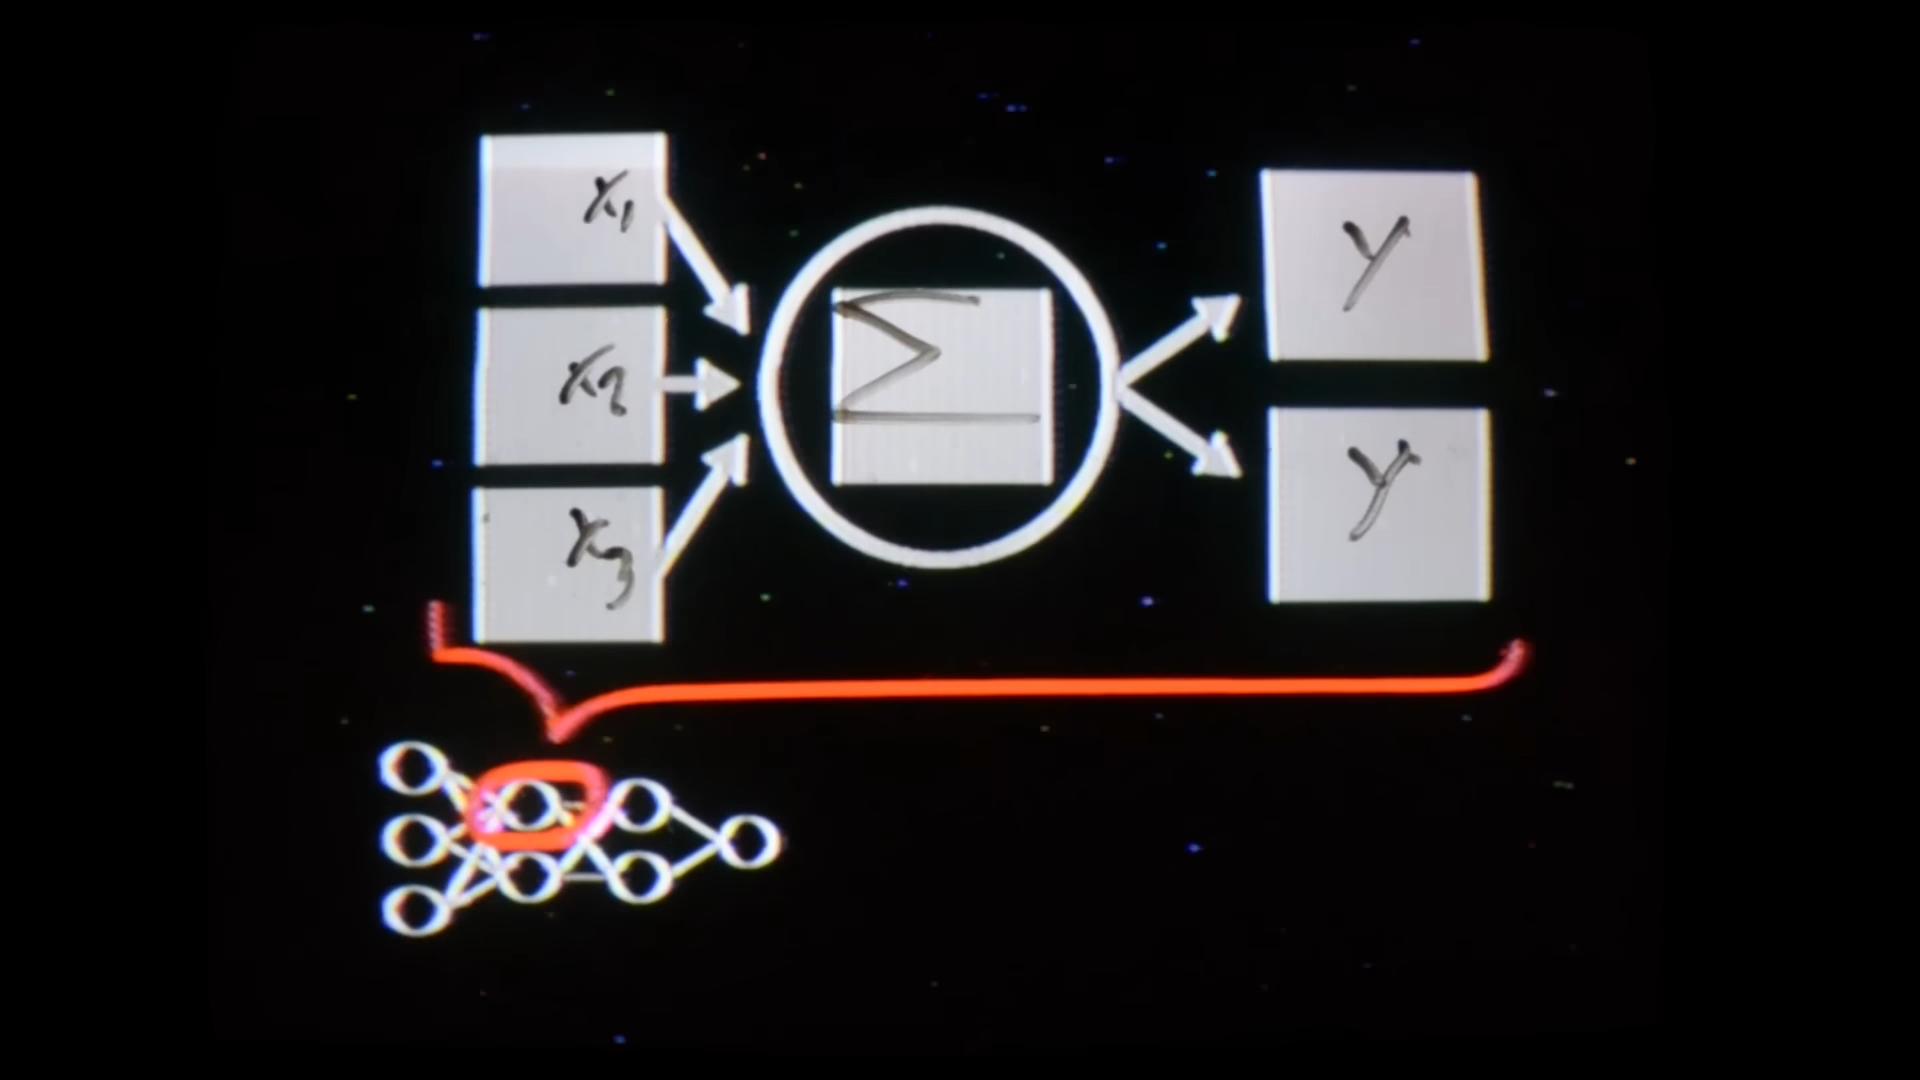 x₁
x₂
x₃
Σ
y
y